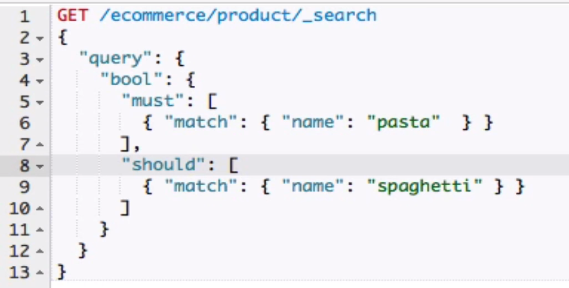 1 GET /ecommerce/product/_search
2 {
3 "query": {
4 "bool": {
5 "must": [
6 { "match": { "name": "pasta"  } }
7 ],
8 "should": [
9 { "match": { "name": "spaghetti" } }
10 ]
11 }
12 }
13 }